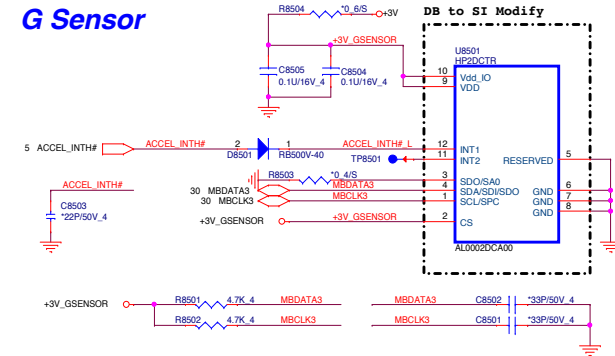 G Sensor
R8504 *0_6/S +3V
DB to SI Modify
+3V_GSENSOR
U8501
HP2DCTR
C8505
0.1U/16V_4
C8504
0.1U/16V_4
10 Vdd_IO
9 VDD
5 ACCEL_INTH# ACCEL_INTH# 2 1 ACCEL_INTH#_L 12 INT1
D8501 RB500V-40 TP8501 11 INT2 RESERVED 5
ACCEL_INTH#
R8503 *0_4/S 3 SDO/SA0
30 MBDATA3 MBDATA3 4 SDA/SDI/SDO GND 6
30 MBCLK3 MBCLK3 1 SCL/SPC GND 7
GND 8
C8503
*22P/50V_4
+3V_GSENSOR +3V_GSENSOR 2 CS
AL0002DCA00
+3V_GSENSOR R8501 4.7K_4 MBDATA3 MBDATA3 C8502 *33P/50V_4
R8502 4.7K_4 MBCLK3 MBCLK3 C8501 *33P/50V_4